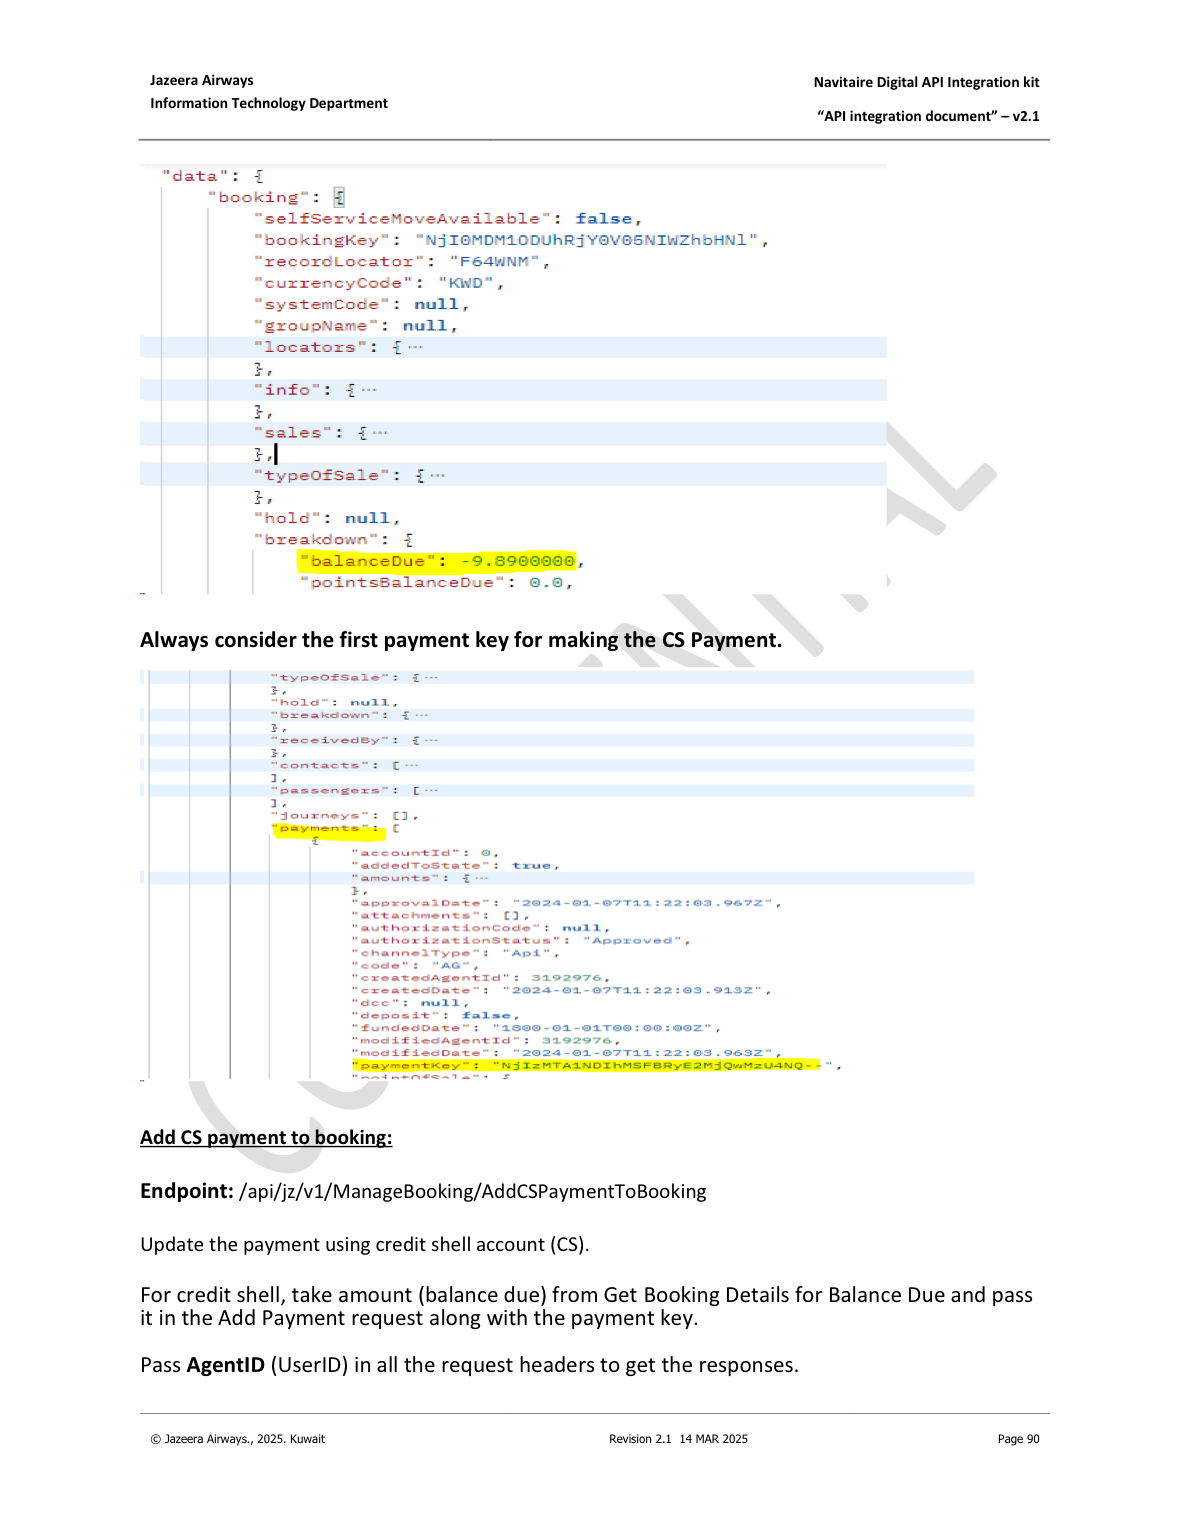 Jazeera Airways
Information Technology Department
Navitaire Digital API Integration kit
“API integration document” – v2.1
"data": {
"booking": {
"selfServiceMoveAvailable": false,
"bookingKey": "NjI0MDM1ODUhRjY0V05NIWZhbHNl",
"recordLocator": "F64WNM",
"currencyCode": "KWD",
"systemCode": null,
"groupName": null,
"locators": { ...
},
"info": { ...
},
"sales": { ...
},
"typeOfSale": { ...
},
"hold": null,
"breakdown": {
"balanceDue": -9.8900000,
"pointsBalanceDue": 0.0,
Always consider the first payment key for making the CS Payment.
"typeOfSale": { ...
},
"hold": null,
"breakdown": { ...
},
"receivedBy": { ...
},
"contacts": [ ...
],
"passengers": [ ...
],
"journeys": [],
"payments": [
{
"accountId": 0,
"addedToState": true,
"amounts": { ...
},
"approvalDate": "2024-01-07T11:22:03.967Z",
"attachments": [],
"authorizationCode": null,
"authorizationStatus": "Approved",
"channelType": "Api",
"code": "AG",
"createdAgentId": 3192976,
"createdDate": "2024-01-07T11:22:03.913Z",
"dcc": null,
"deposit": false,
"fundedDate": "1800-01-01T00:00:00Z",
"modifiedAgentId": 3192976,
"modifiedDate": "2024-01-07T11:22:03.963Z",
"paymentKey": "NjIzMTA1NDIhMSFBRyE2MjQwMzU4NQ--",
"pointOfSale": {
Add CS payment to booking:
Endpoint: /api/jz/v1/ManageBooking/AddCSPaymentToBooking
Update the payment using credit shell account (CS).
For credit shell, take amount (balance due) from Get Booking Details for Balance Due and pass
it in the Add Payment request along with the payment key.
Pass AgentID (UserID) in all the request headers to get the responses.
© Jazeera Airways., 2025. Kuwait
Revision 2.1 14 MAR 2025
Page 90